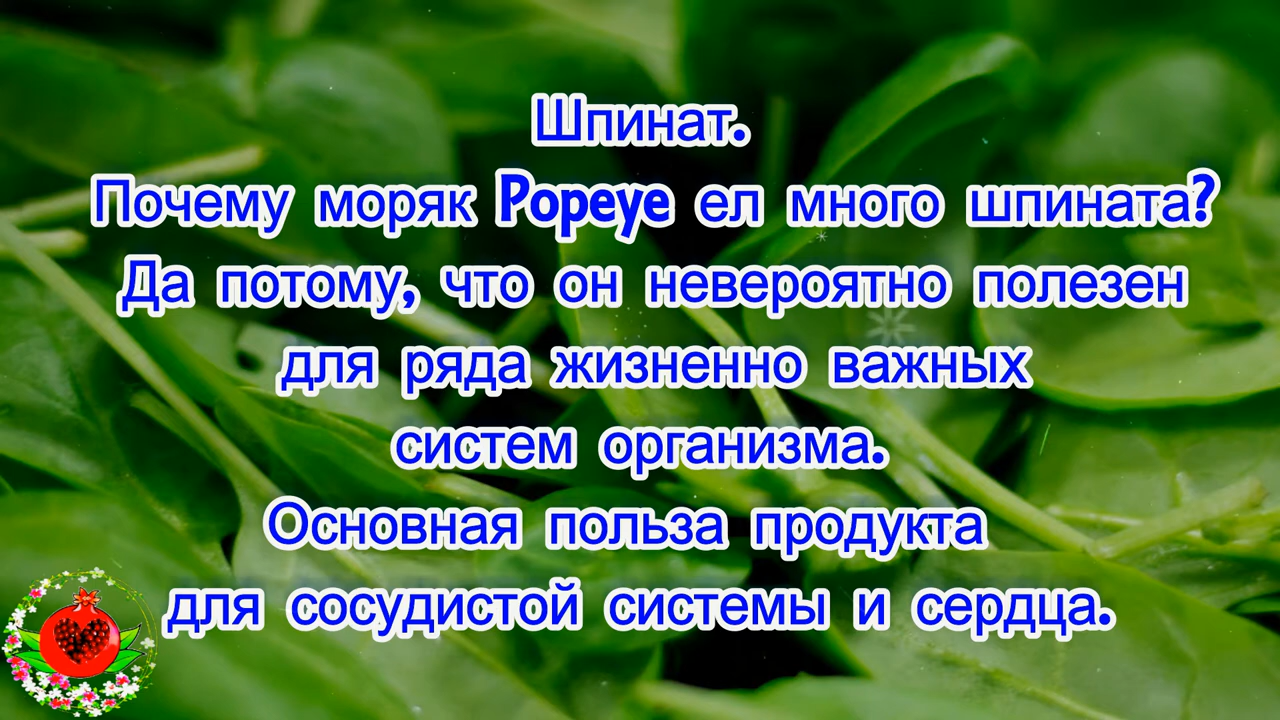 Шпинат.
Почему моряк Popeye ел много шпината?
Да потому, что он невероятно полезен
для ряда жизненно важных
систем организма.
Основная польза продукта
для сосудистой системы и сердца.